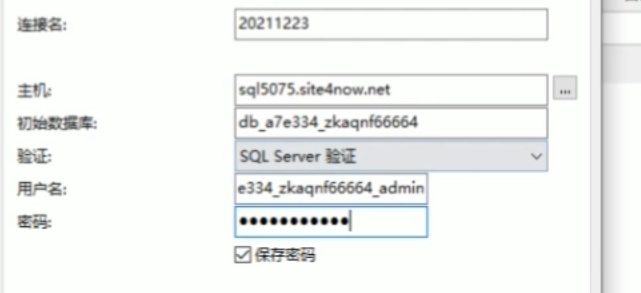 连接名: 20211223
主机: sql5075.site4now.net ...
初始数据库: db_a7e334_zkaqnf66664
验证: SQL Server 验证
用户名: e334_zkaqnf66664_admin
密码: ●●●●●●●●●●●
保存密码